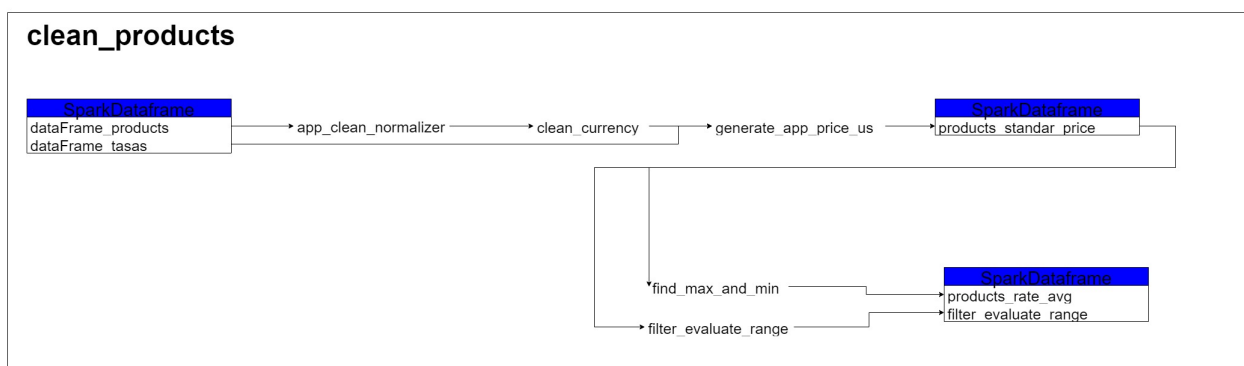 clean_products
SparkDataframe
dataFrame_products
dataFrame_tasas
app_clean_normalizer
clean_currency
generate_app_price_us
SparkDataframe
products_standar_price
find_max_and_min
filter_evaluate_range
SparkDataframe
products_rate_avg
filter_evaluate_range